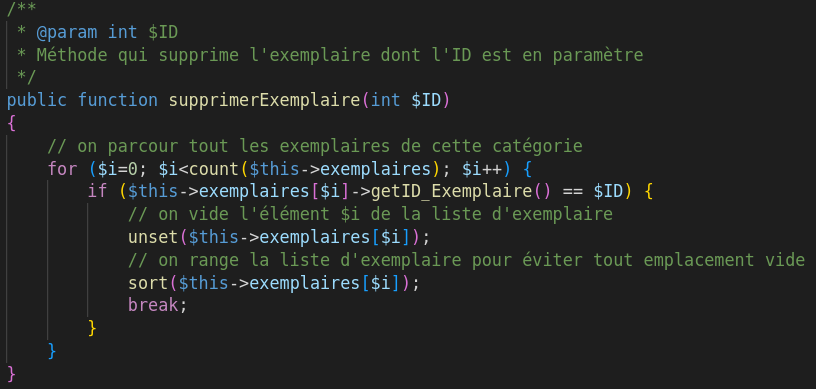 /**
 * @param int $ID
 * Méthode qui supprime l'exemplaire dont l'ID est en paramètre
 */
public function supprimerExemplaire(int $ID)
{
    // on parcour tout les exemplaires de cette catégorie
    for ($i=0; $i<count($this->exemplaires); $i++) {
        if ($this->exemplaires[$i]->getID_Exemplaire() == $ID) {
            // on vide l'élément $i de la liste d'exemplaire
            unset($this->exemplaires[$i]);
            // on range la liste d'exemplaire pour éviter tout emplacement vide
            sort($this->exemplaires[$i]);
            break;
        }
    }
}